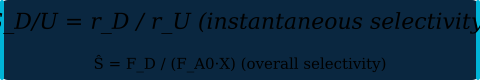 _D/U = r_D / r_U (instantaneous selectivity
Ŝ = F_D / (F_A0·X) (overall selectivity)